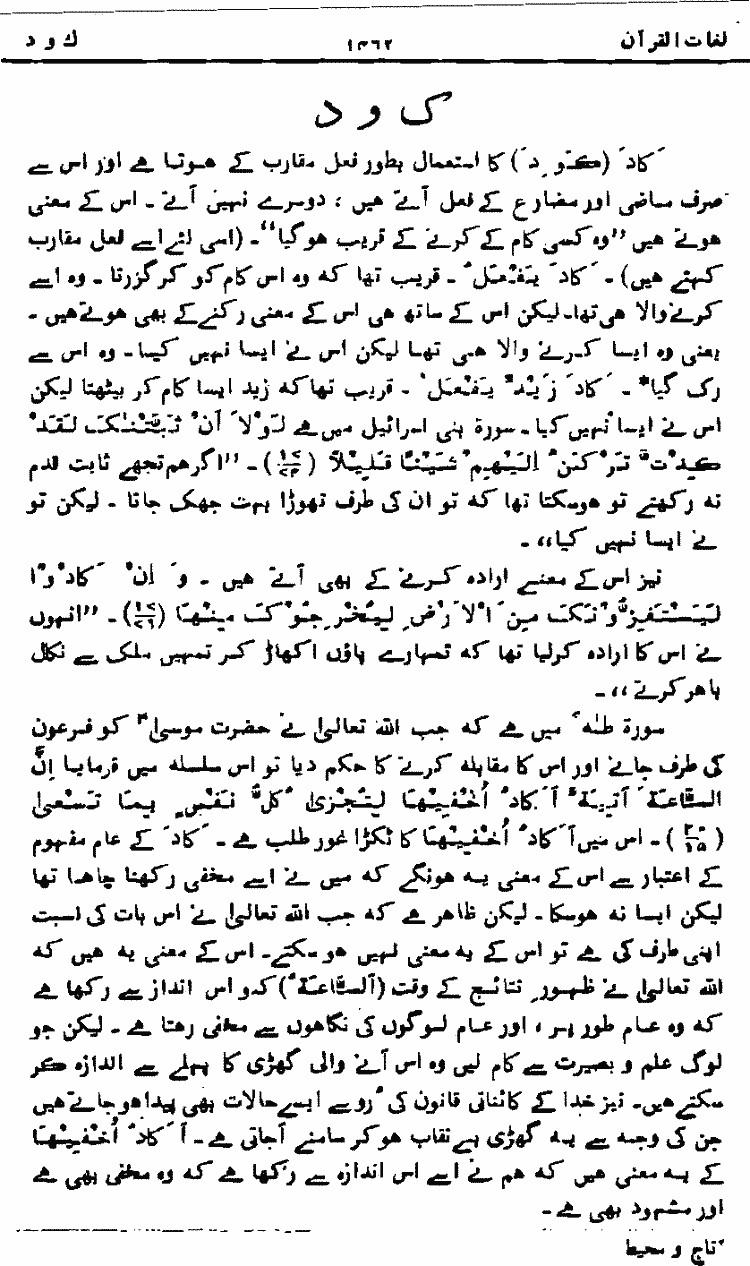 لغات القرآن ۱۴۶۲ ک و د
ک و د
کَادَ (کَوِدَ) کا استعمال بطور فعل مقارب کے ہوتا ہے اور اس سے
صرف ماضی اور مضارع کے فعل آتے ہیں ، دوسرے نہیں آتے ۔ اس کے معنی
ہوتے ہیں ”وہ کسی کام کے کرنے کے قریب ہوگیا“۔ (اسی لئے اسے فعل مقارب
کہتے ہیں) ۔ کَادَ یَفْعَلُ ۔ قریب تھا کہ وہ اس کام کو کر گزرتا ۔ وہ اسے
کرنے والا ہی تھا۔ لیکن اس کے ساتھ ہی اس کے معنی رکنے کے بھی ہوتے ہیں ۔
یعنی وہ ایسا کرنے والا ہی تھا لیکن اس نے ایسا نہیں کیا۔ وہ اس سے
رک گیا* ۔ کَادَ زَیْدٌ یَفْعَلُ ۔ قریب تھا کہ زید ایسا کام کر بیٹھتا لیکن
اس نے ایسا نہیں کیا ۔ سورۃ بنی اسرائیل میں ہے لَوْلَا اَنْ ثَبَّتْنٰکَ لَقَدْ
کِدْتَّ تَرْکَنُ اِلَیْهِمْ شَیْئًا قَلِیْلًا (۱۷/۷۴) ۔ ”اگر ہم تجھے ثابت قدم
نہ رکھتے تو ہوسکتا تھا کہ تو ان کی طرف تھوڑا بہت جھک جاتا ۔ لیکن تو
نے ایسا نہیں کیا،، ۔
نیز اس کے معنے ارادہ کرنے کے بھی آتے ہیں ۔ وَ اِنْ کَادُوْا
لَیَسْتَفِزُّوْنَکَ مِنَ الْاَرْضِ لِیُخْرِجُوْکَ مِنْهَا (۱۷/۷۶) ۔ ”انہوں
نے اس کا ارادہ کرلیا تھا کہ تمہارے پاؤں اکھاڑ کر تمہیں ملک سے نکال
باہر کرتے،، ۔
سورۃ طٰہٰ میں ہے کہ جب اللہ تعالیٰ نے حضرت موسیٰؑ کو فرعون
کی طرف جانے اور اس کا مقابلہ کرنے کا حکم دیا تو اس سلسلہ میں فرمایا اِنَّ
السَّاعَةَ اٰتِیَةٌ اَکَادُ اُخْفِیْهَا لِتُجْزٰی کُلُّ نَفْسٍ بِمَا تَسْعٰی
(۲۰/۱۵) ۔ اس میں اَکَادُ اُخْفِیْهَا کا ٹکڑا غور طلب ہے ۔ کَادَ کے عام مفہوم
کے اعتبار سے اس کے معنی یہ ہونگے کہ میں نے اسے مخفی رکھنا چاہا تھا
لیکن ایسا نہ ہوسکا ۔ لیکن ظاہر ہے کہ جب اللہ تعالیٰ نے اس بات کی نسبت
اپنی طرف کی ہے تو اس کے یہ معنی نہیں ہو سکتے۔ اس کے معنی یہ ہیں کہ
اللہ تعالیٰ نے ظہورِ نتائج کے وقت (اَلسَّاعَةَ) کو اس انداز سے رکھا ہے
کہ وہ عام طور پر ، اور عام لوگوں کی نگاہوں سے مخفی رہتا ہے ۔ لیکن جو
لوگ علم و بصیرت سے کام لیں وہ اس آنے والی گھڑی کا پہلے سے اندازہ کر
سکتے ہیں۔ نیز خدا کے کائناتی قانون کی رُو سے ایسے حالات بھی پیدا ہو جاتے ہیں
جن کی وجہ سے یہ گھڑی بے نقاب ہو کر سامنے آجاتی ہے ۔ اَکَادُ اُخْفِیْهَا
کے یہ معنی ہیں کہ ہم نے اسے اس اندازہ سے رکھا ہے کہ وہ مخفی بھی ہے
اور مشہود بھی ہے ۔
*تاج و محیط